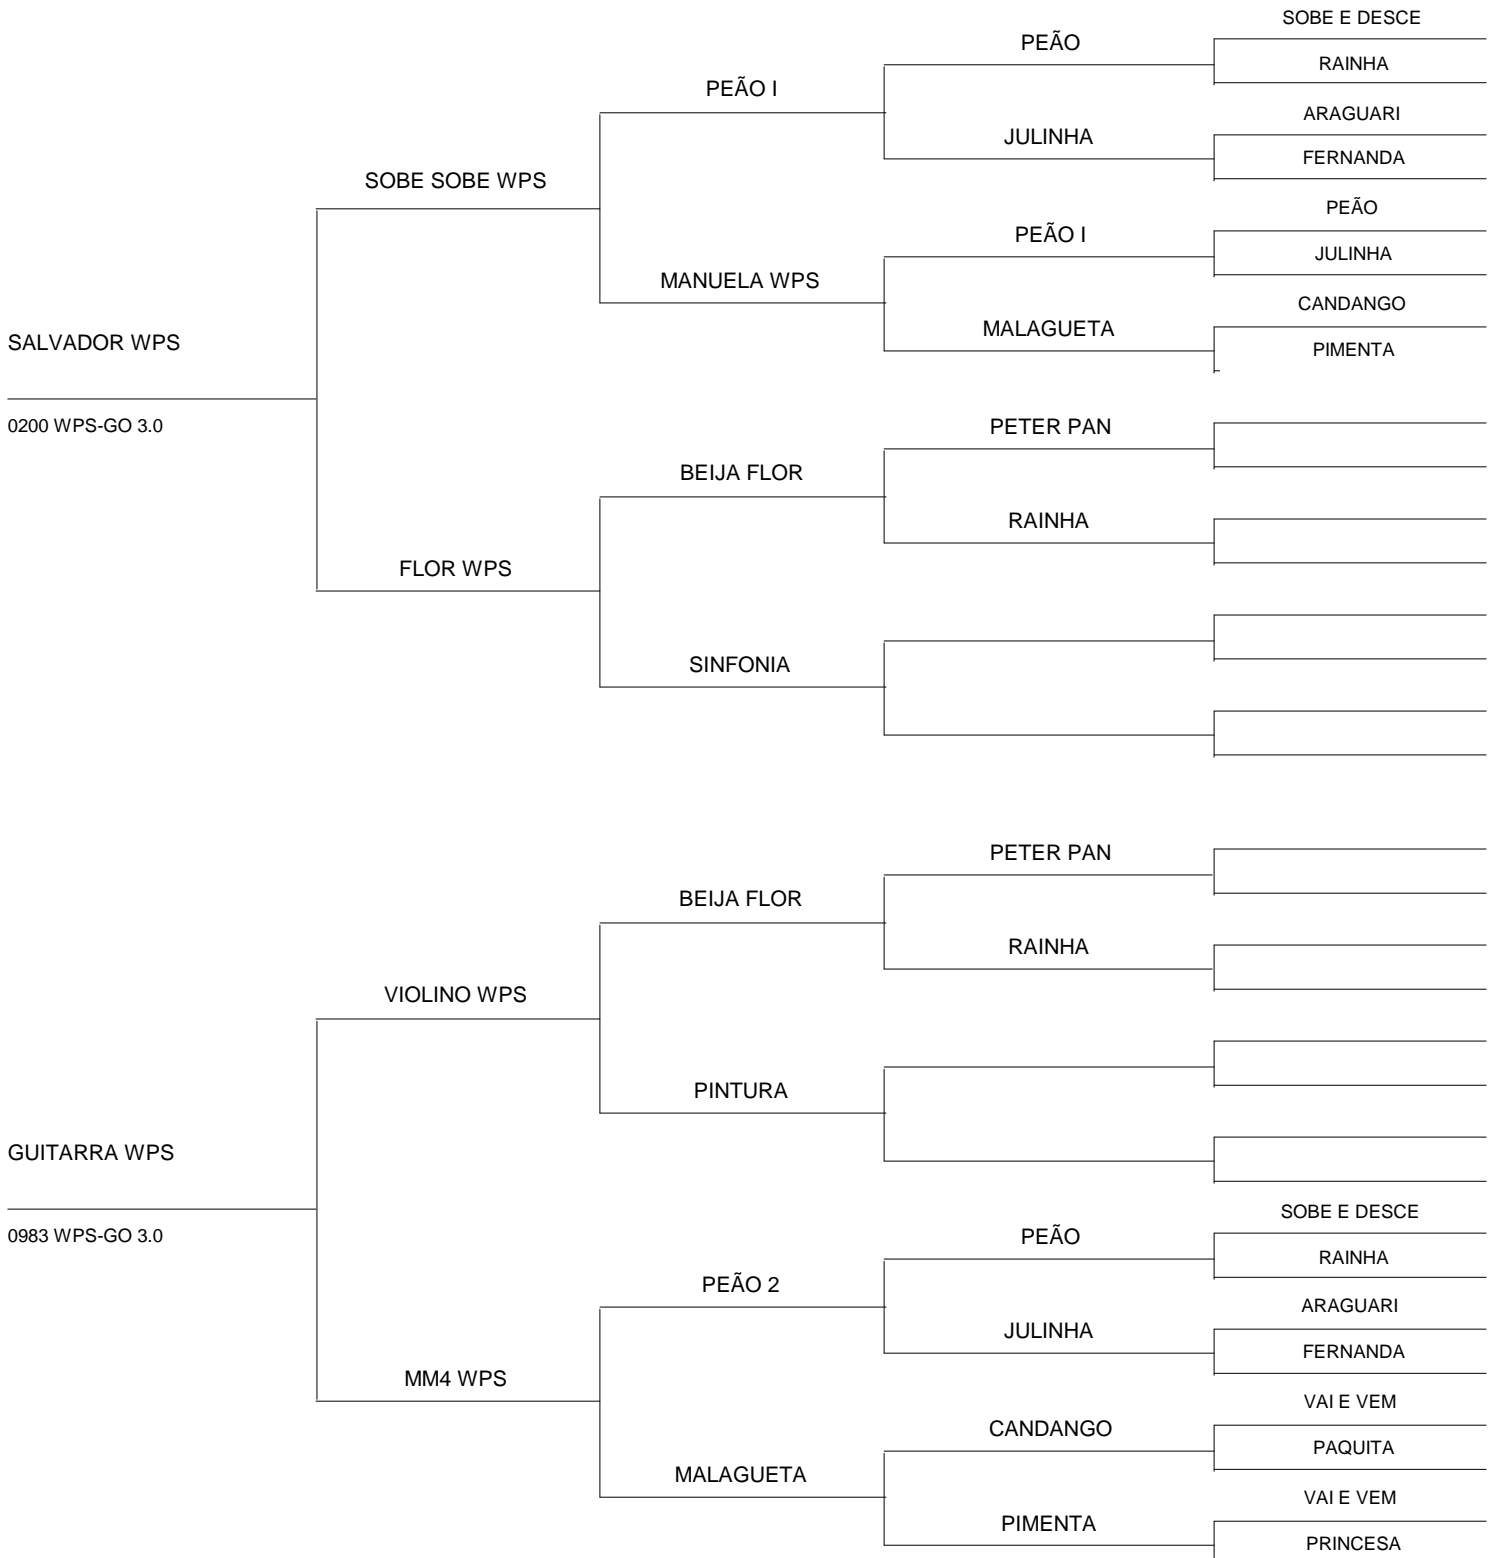 SOBE E DESCE
PEÃO
RAINHA
PEÃO I
ARAGUARI
JULINHA
FERNANDA
SOBE SOBE WPS
PEÃO
PEÃO I
JULINHA
MANUELA WPS
CANDANGO
MALAGUETA
SALVADOR WPS
PIMENTA
0200 WPS-GO 3.0
PETER PAN
BEIJA FLOR
RAINHA
FLOR WPS
SINFONIA
PETER PAN
BEIJA FLOR
RAINHA
VIOLINO WPS
PINTURA
GUITARRA WPS
SOBE E DESCE
0983 WPS-GO 3.0
PEÃO
RAINHA
PEÃO 2
ARAGUARI
JULINHA
FERNANDA
MM4 WPS
VAI E VEM
CANDANGO
PAQUITA
MALAGUETA
VAI E VEM
PIMENTA
PRINCESA